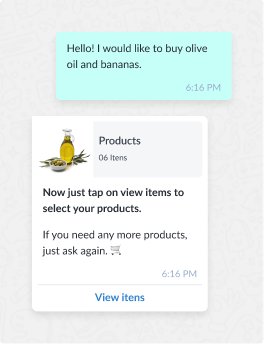 Hello! I would like to buy olive
oil and bananas.
6:16 PM
Products
06 Itens
Now just tap on view items to
select your products.
If you need any more products,
just ask again. 🛒
6:16 PM
View itens